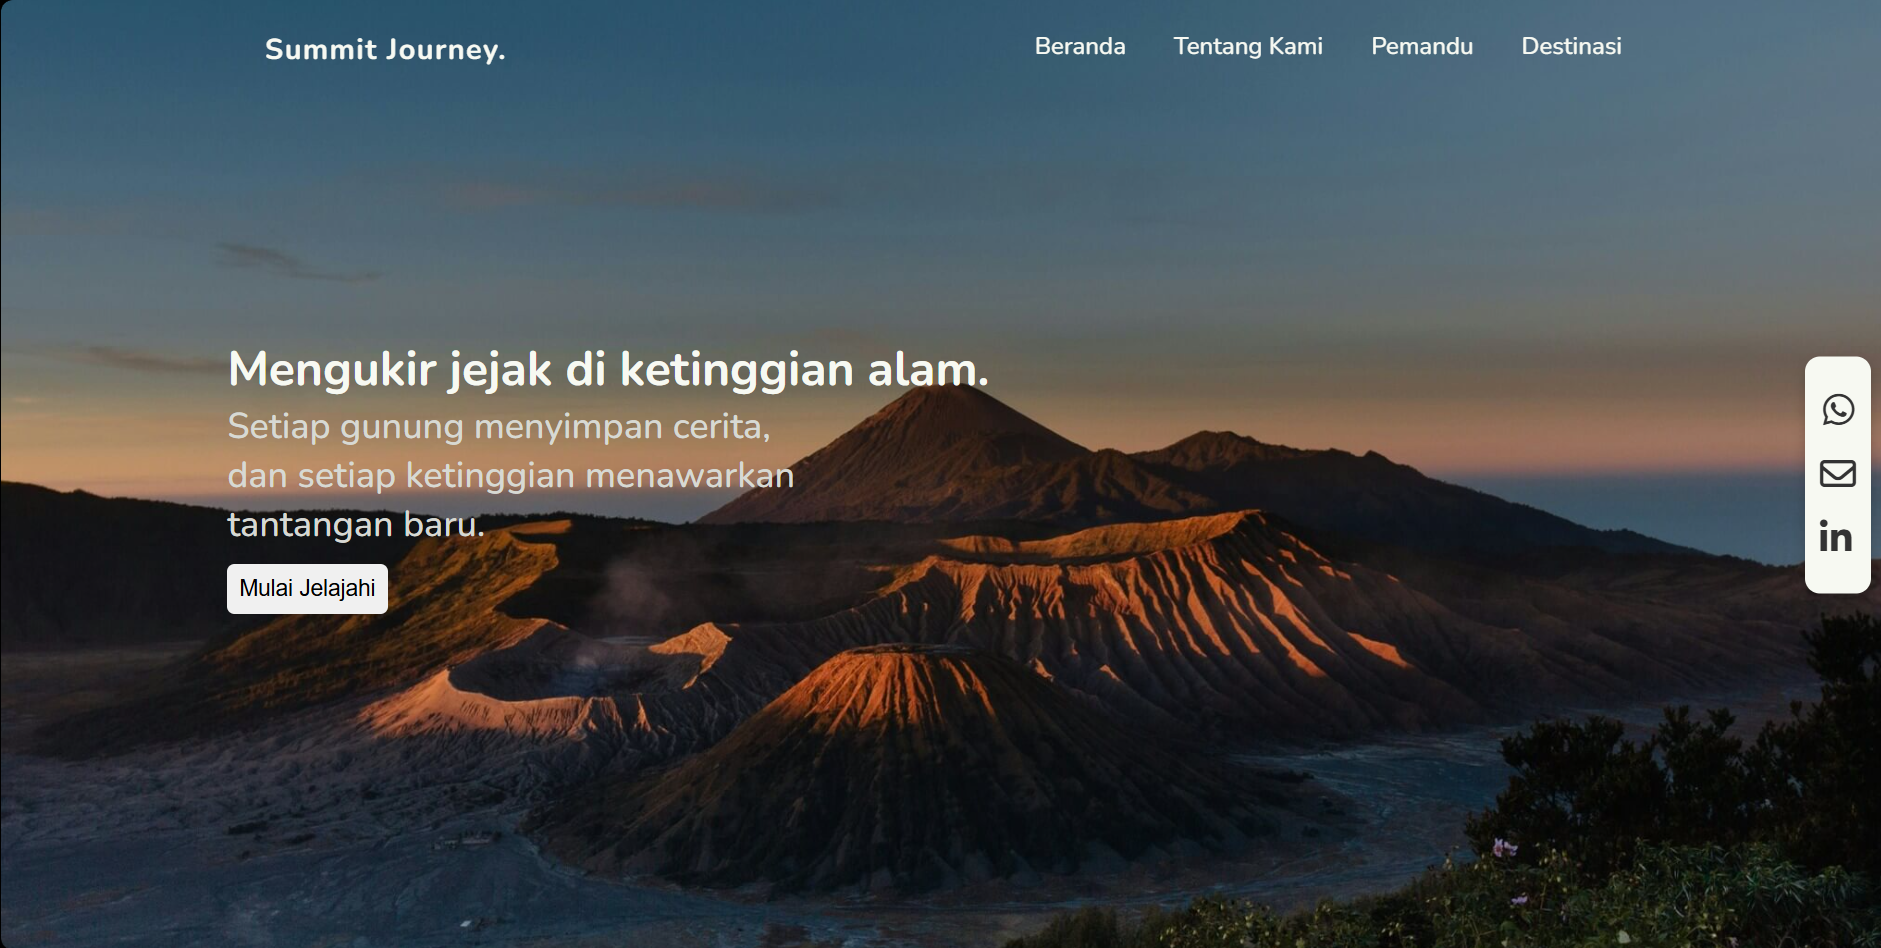 Summit Journey.
Beranda Tentang Kami Pemandu Destinasi
Mengukir jejak di ketinggian alam.
Setiap gunung menyimpan cerita,
dan setiap ketinggian menawarkan
tantangan baru.
Mulai Jelajahi
in